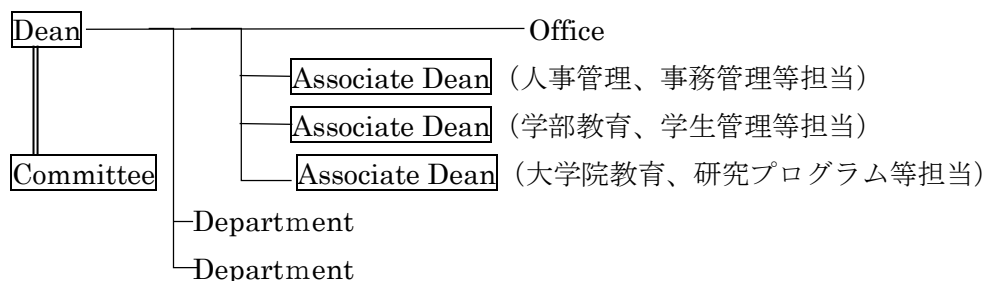 Dean Office
Associate Dean（人事管理、事務管理等担当）
Associate Dean（学部教育、学生管理等担当）
Committee Associate Dean（大学院教育、研究プログラム等担当）
Department
Department